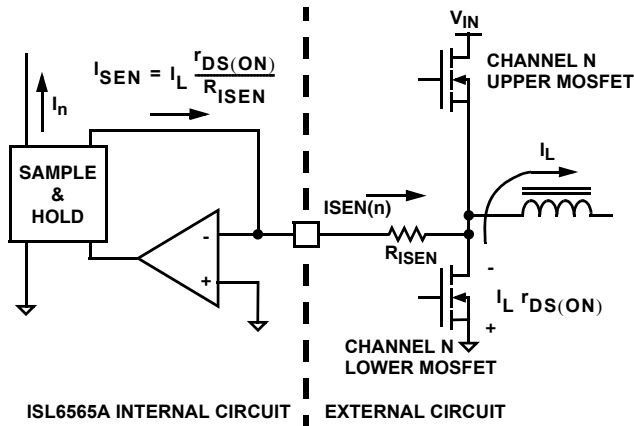 V_IN
CHANNEL N
UPPER MOSFET
I_SEN = I_L r_DS(ON) / R_ISEN
I_n
I_L
SAMPLE
&
HOLD
ISEN(n)
-
+
R_ISEN
-
I_L r_DS(ON)
+
CHANNEL N
LOWER MOSFET
ISL6565A INTERNAL CIRCUIT
EXTERNAL CIRCUIT